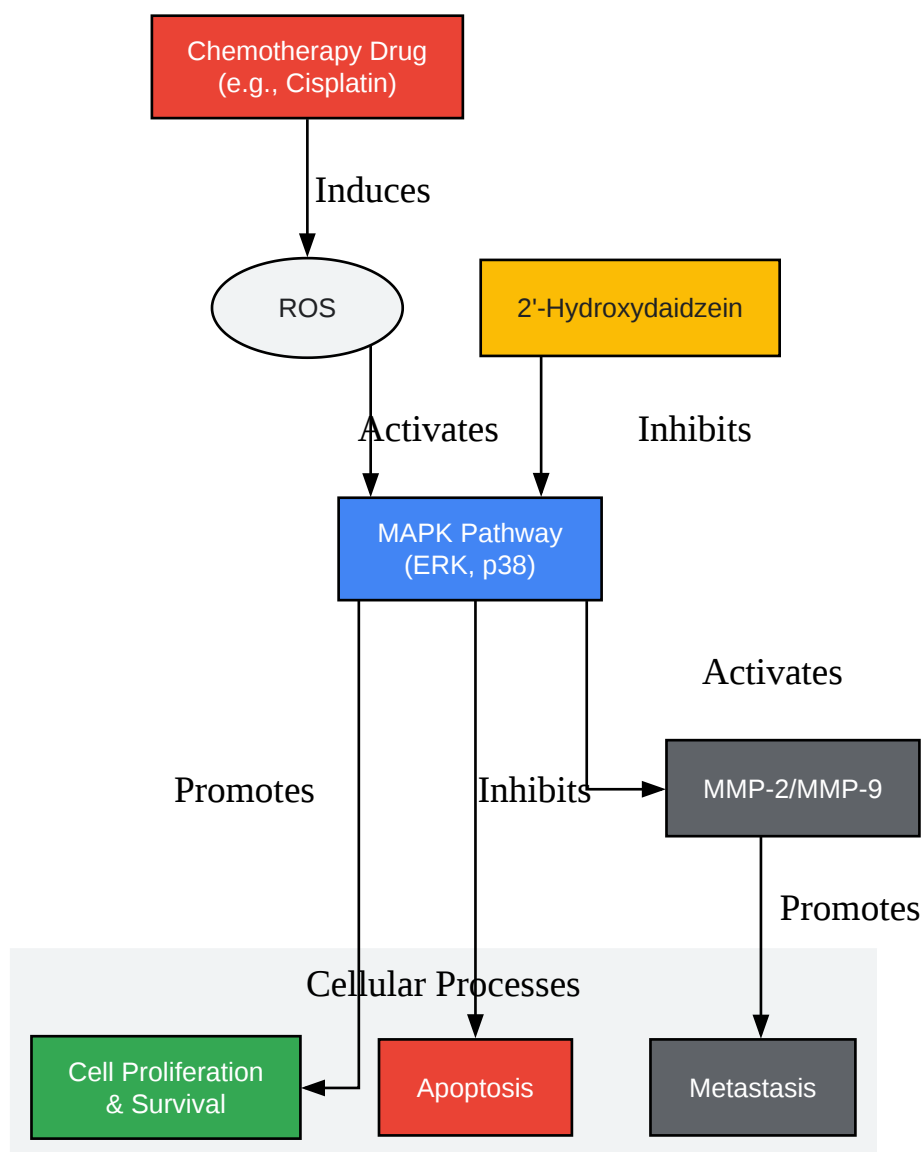 Chemotherapy Drug
(e.g., Cisplatin)
Induces
ROS
2'-Hydroxydaidzein
Activates
Inhibits
MAPK Pathway
(ERK, p38)
Activates
Promotes
Inhibits
MMP-2/MMP-9
Promotes
Cellular Processes
Cell Proliferation
& Survival
Apoptosis
Metastasis